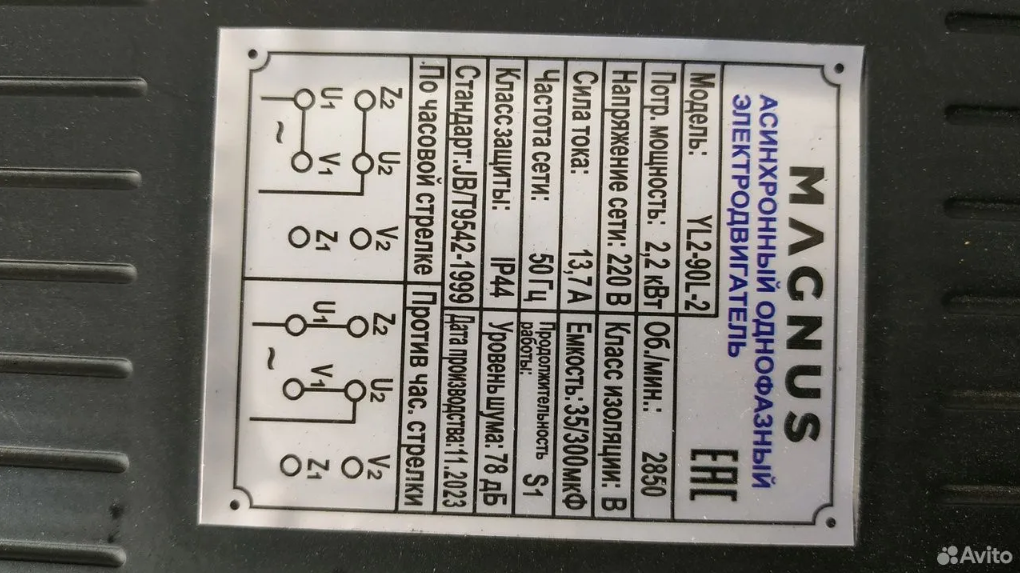 MAGNUS
АСИНХРОННЫЙ ОДНОФАЗНЫЙ
ЭЛЕКТРОДВИГАТЕЛЬ
Модель: YL2-90L-2 EAC
Потр. мощность: 2,2 кВт Об./мин.: 2850
Напряжение сети: 220 В Класс изоляции: В
Сила тока: 13,7 А Емкость: 35/300мкФ
Частота сети: 50 Гц Продолжительность работы: S1
Класс защиты: IP44 Уровень шума: 78 дБ
Стандарт:JB/T9542-1999 Дата производства:11.2023
.По часовой стрелке Против час. стрелки
Z2 U2 V2 Z2 U2 V2
U1 V1 Z1 U1 V1 Z1
~ ~
Avito